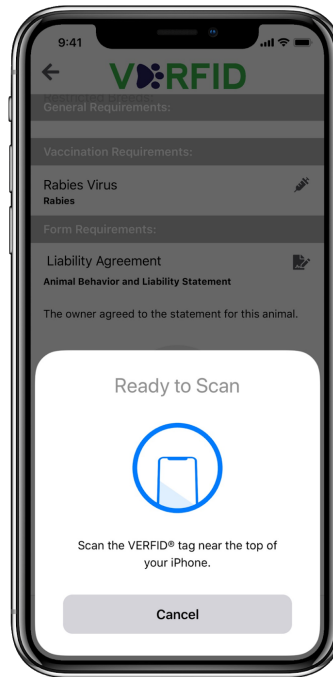 9:41
VERFID
General Requirements:
Vaccination Requirements:
Rabies Virus
Rabies
Form Requirements:
Liability Agreement
Animal Behavior and Liability Statement
The owner agreed to the statement for this animal.
Ready to Scan
Scan the VERFID® tag near the top of
your iPhone.
Cancel